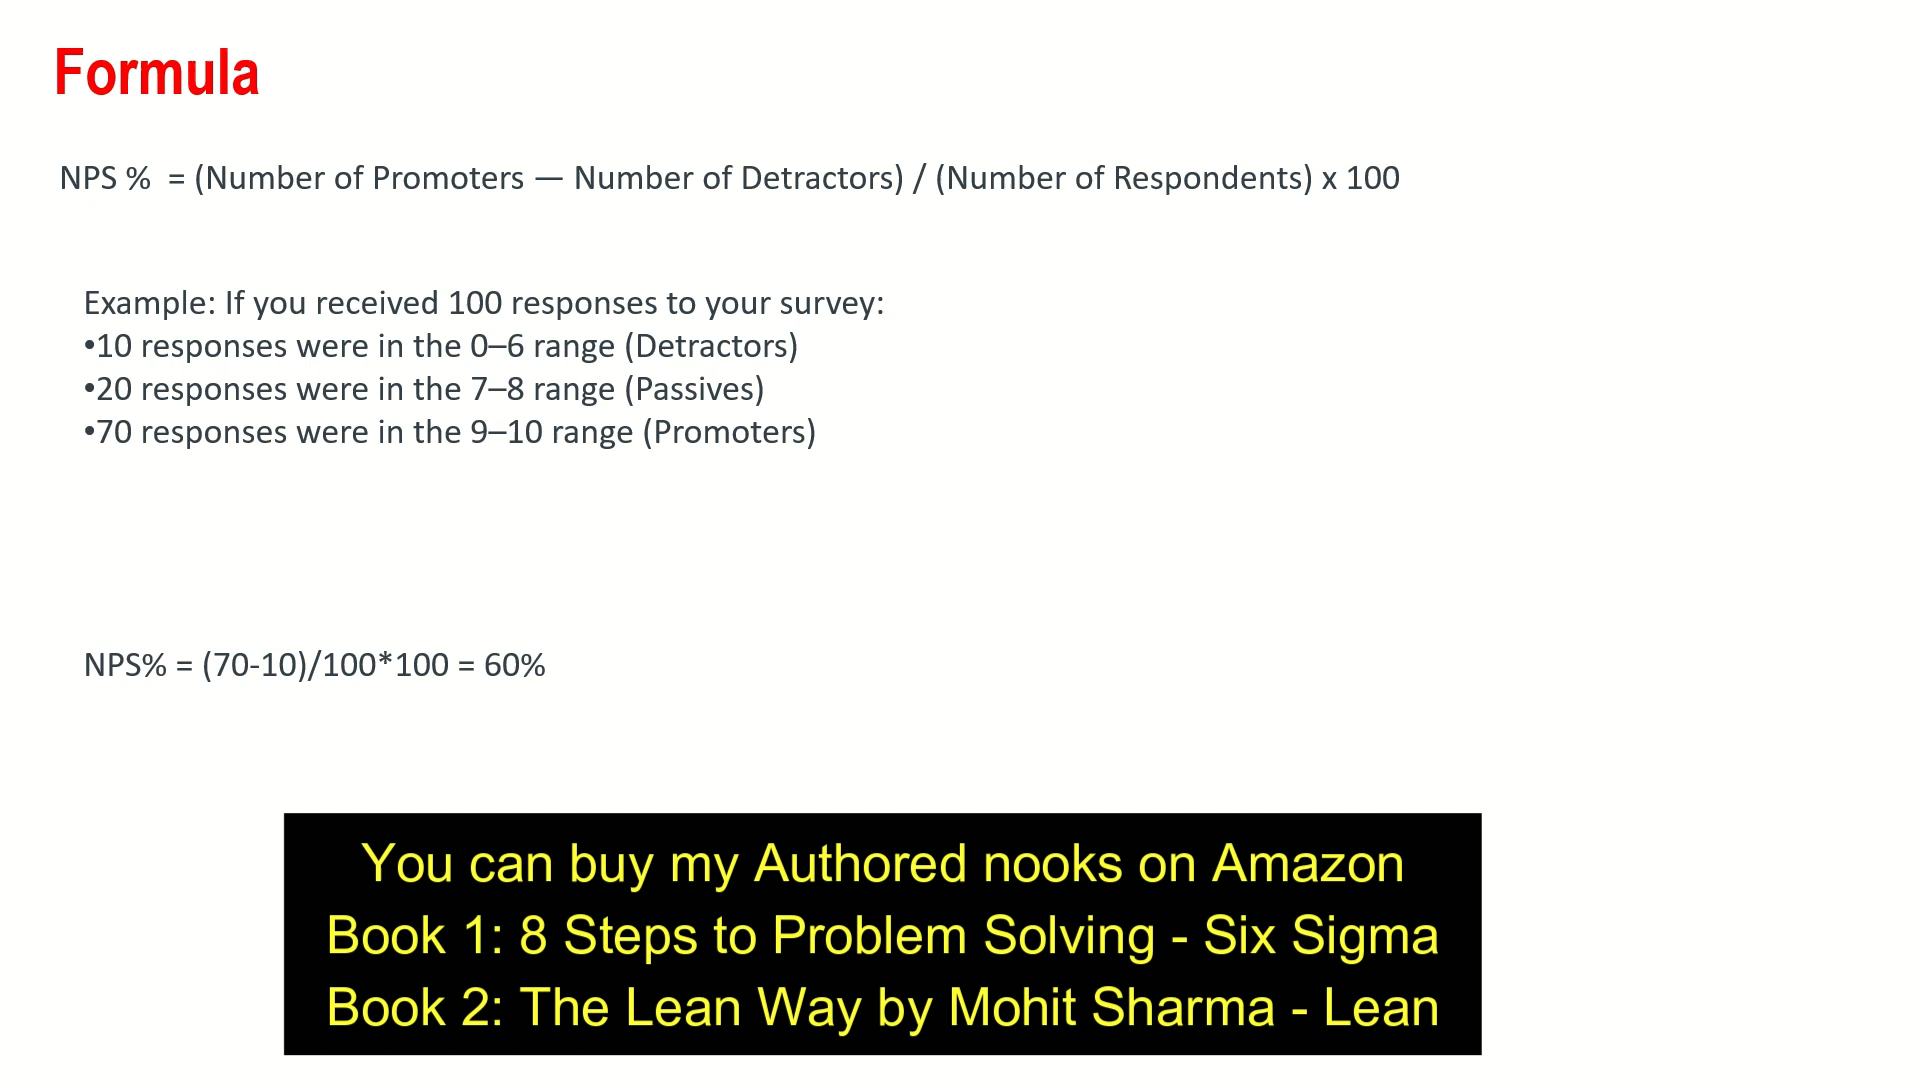 Formula
NPS %  = (Number of Promoters — Number of Detractors) / (Number of Respondents) x 100
Example: If you received 100 responses to your survey:
•10 responses were in the 0–6 range (Detractors)
•20 responses were in the 7–8 range (Passives)
•70 responses were in the 9–10 range (Promoters)
NPS% = (70-10)/100*100 = 60%
You can buy my Authored nooks on Amazon
Book 1: 8 Steps to Problem Solving - Six Sigma
Book 2: The Lean Way by Mohit Sharma - Lean